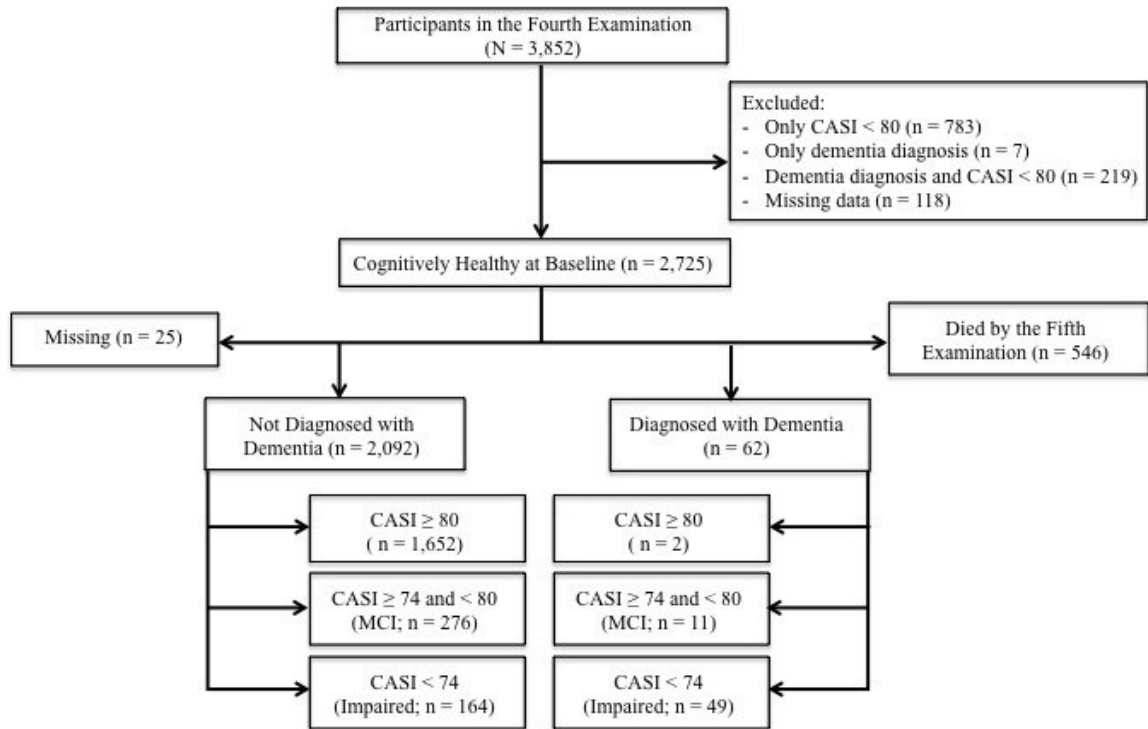 Participants in the Fourth Examination
(N = 3,852)
Excluded:
- Only CASI < 80 (n = 783)
- Only dementia diagnosis (n = 7)
- Dementia diagnosis and CASI < 80 (n = 219)
- Missing data (n = 118)
Cognitively Healthy at Baseline (n = 2,725)
Missing (n = 25)
Died by the Fifth
Examination (n = 546)
Not Diagnosed with
Dementia (n = 2,092)
Diagnosed with Dementia
(n = 62)
CASI ≥ 80
( n = 1,652)
CASI ≥ 80
( n = 2)
CASI ≥ 74 and < 80
(MCI; n = 276)
CASI ≥ 74 and < 80
(MCI; n = 11)
CASI < 74
(Impaired; n = 164)
CASI < 74
(Impaired; n = 49)